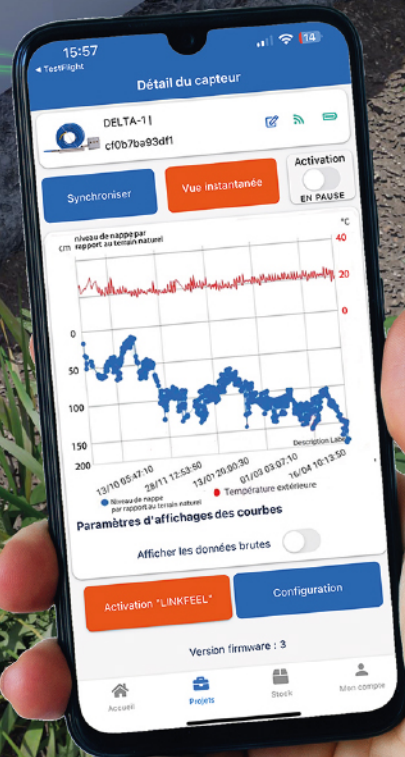 15:57
14
◀ TestFlight
Détail du capteur
DELTA-1 |
cf0b7ba93df1
Synchroniser
Vue instantanée
Activation
EN PAUSE
niveau de nappe par
cm rapport au terrain naturel
°C
40
20
0
0
50
100
150
200
Description Label
13/10 05:47:10
28/11 12:53:50
13/01 20:00:30
01/03 03:07:10
16/04 10:13:50
Niveau de nappe
par rapport au terrain naturel
Température extérieure
Paramètres d'affichages des courbes
Afficher les données brutes
Activation "LINKFEEL"
Configuration
Version firmware : 3
Accueil
Projets
Stock
Mon compte